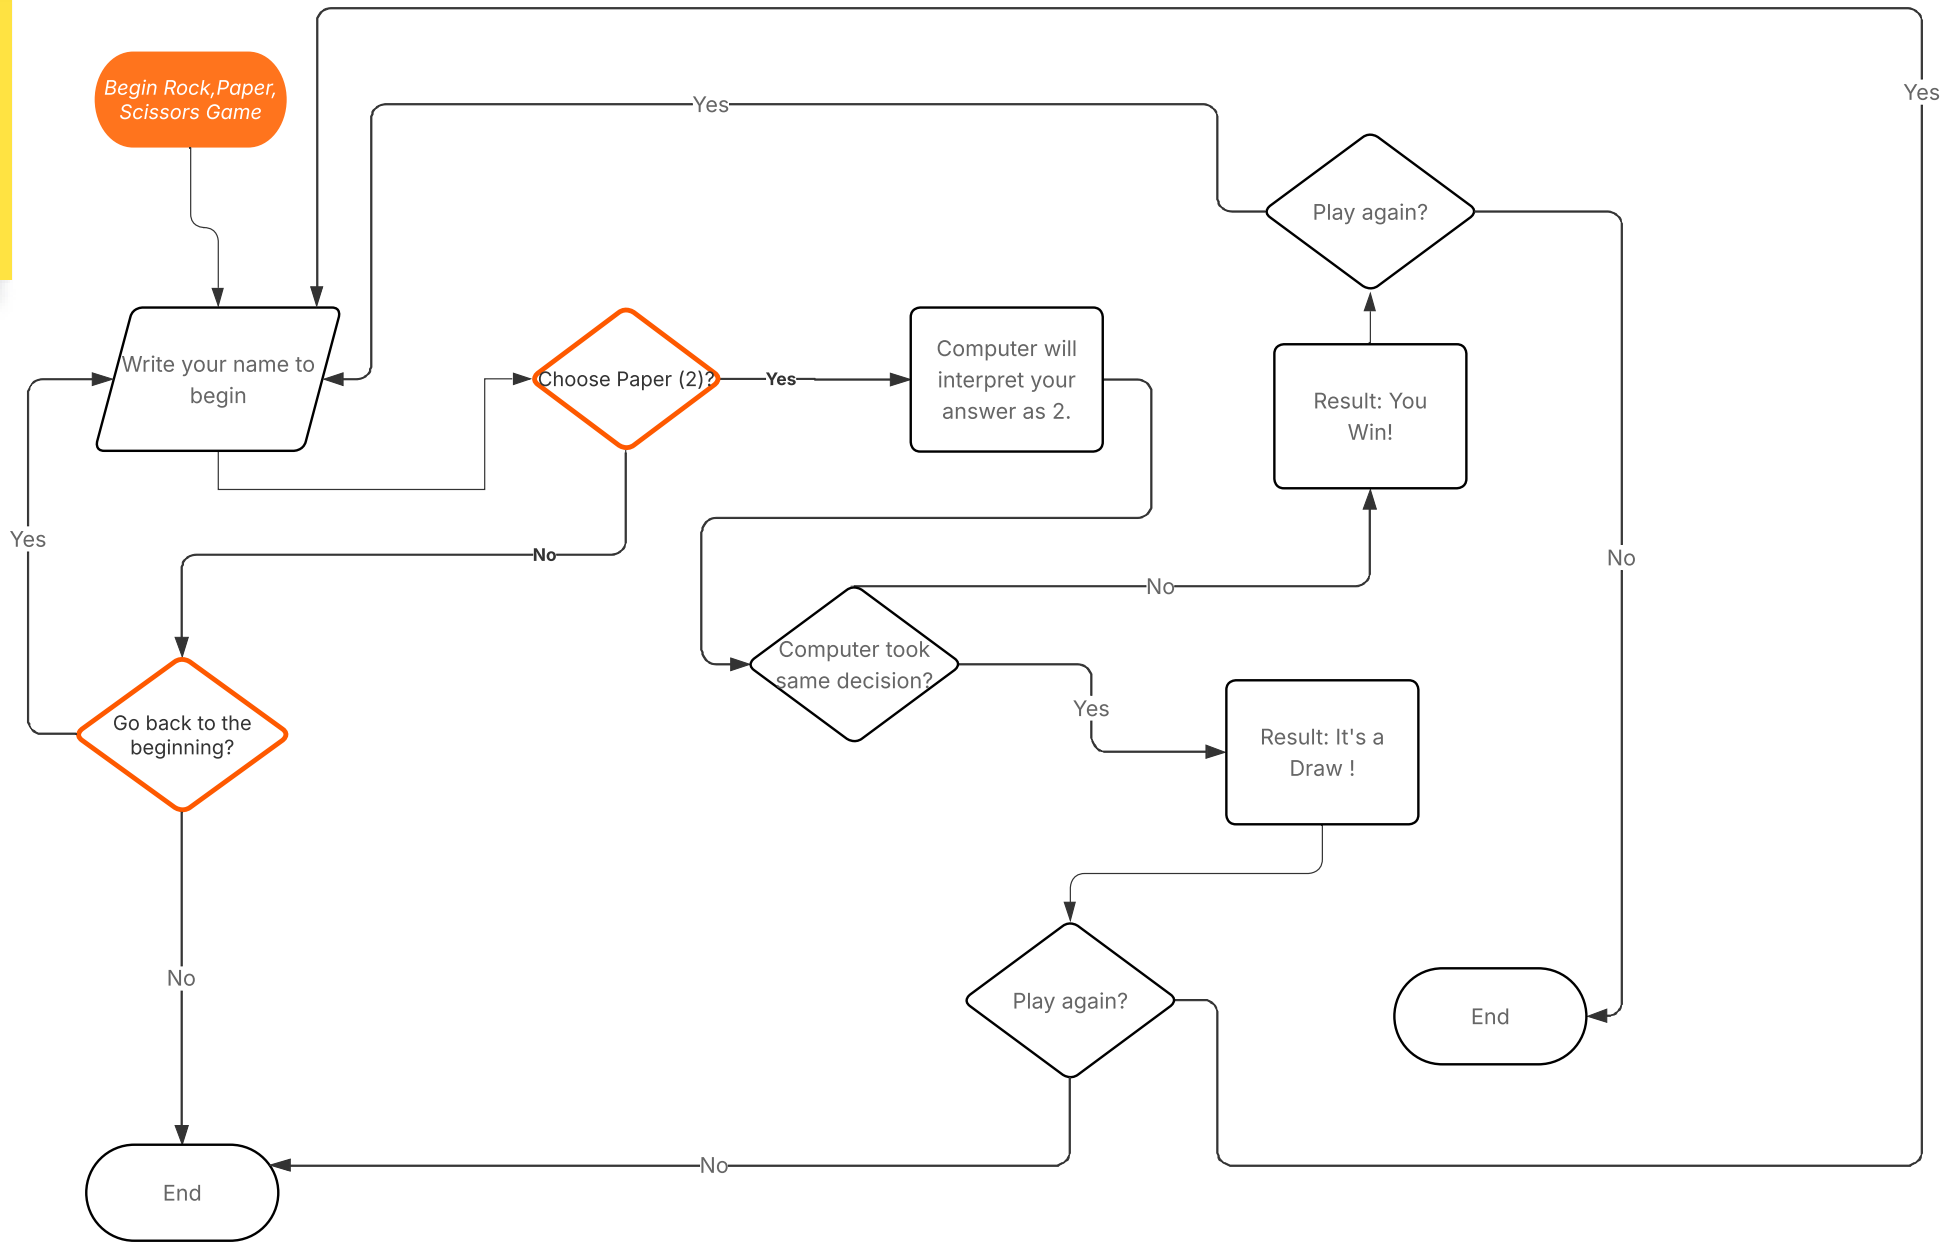 Begin Rock,Paper,
Scissors Game
Yes
Yes
Play again?
Write your name to
begin
Choose Paper (2)?
Yes
Computer will
interpret your
answer as 2.
Result: You
Win!
Yes
No
No
No
Computer took
same decision?
Yes
Go back to the
beginning?
Result: It's a
Draw !
No
Play again?
End
No
End